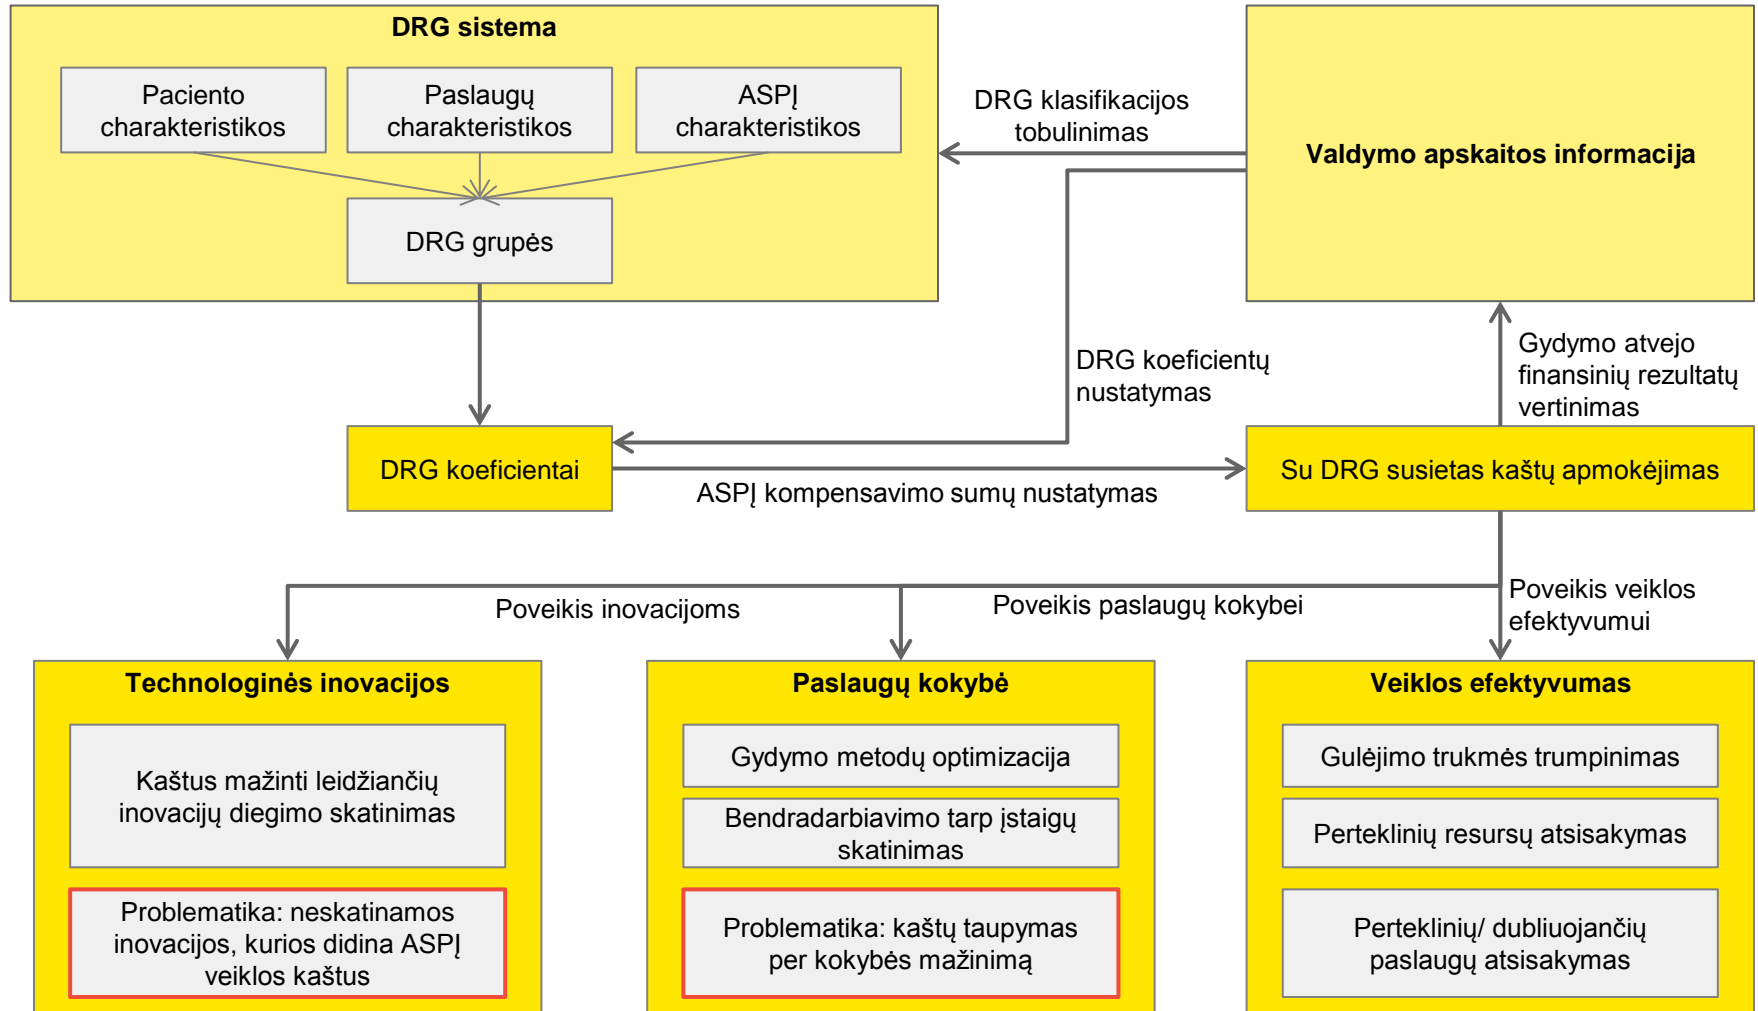 DRG sistema
Paciento
charakteristikos
Paslaugų
charakteristikos
ASPĮ
charakteristikos
DRG grupės
DRG klasifikacijos
tobulinimas
Valdymo apskaitos informacija
DRG koeficientų
nustatymas
Gydymo atvejo
finansinių rezultatų
vertinimas
DRG koeficientai
ASPĮ kompensavimo sumų nustatymas
Su DRG susietas kaštų apmokėjimas
Poveikis inovacijoms
Poveikis paslaugų kokybei
Poveikis veiklos
efektyvumui
Technologinės inovacijos
Kaštus mažinti leidžiančių
inovacijų diegimo skatinimas
Problematika: neskatinamos
inovacijos, kurios didina ASPĮ
veiklos kaštus
Paslaugų kokybė
Gydymo metodų optimizacija
Bendradarbiavimo tarp įstaigų
skatinimas
Problematika: kaštų taupymas
per kokybės mažinimą
Veiklos efektyvumas
Gulėjimo trukmės trumpinimas
Perteklinių resursų atsisakymas
Perteklinių/ dubliuojančių
paslaugų atsisakymas